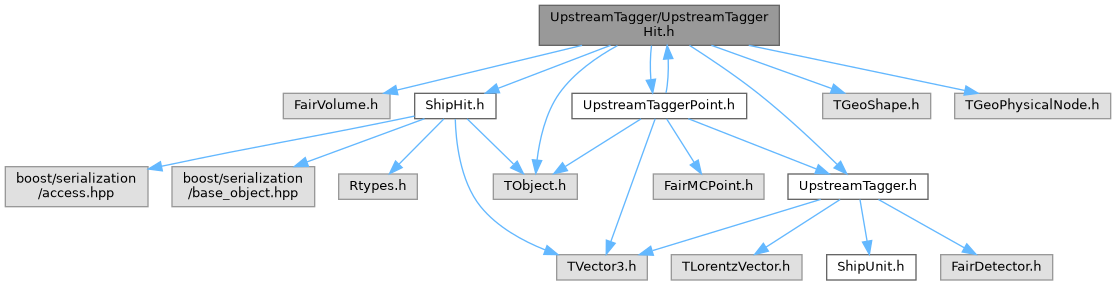 UpstreamTagger/UpstreamTagger
Hit.h
FairVolume.h
ShipHit.h
UpstreamTaggerPoint.h
TGeoShape.h
TGeoPhysicalNode.h
boost/serialization
/access.hpp
boost/serialization
/base_object.hpp
Rtypes.h
TObject.h
FairMCPoint.h
UpstreamTagger.h
TVector3.h
TLorentzVector.h
ShipUnit.h
FairDetector.h